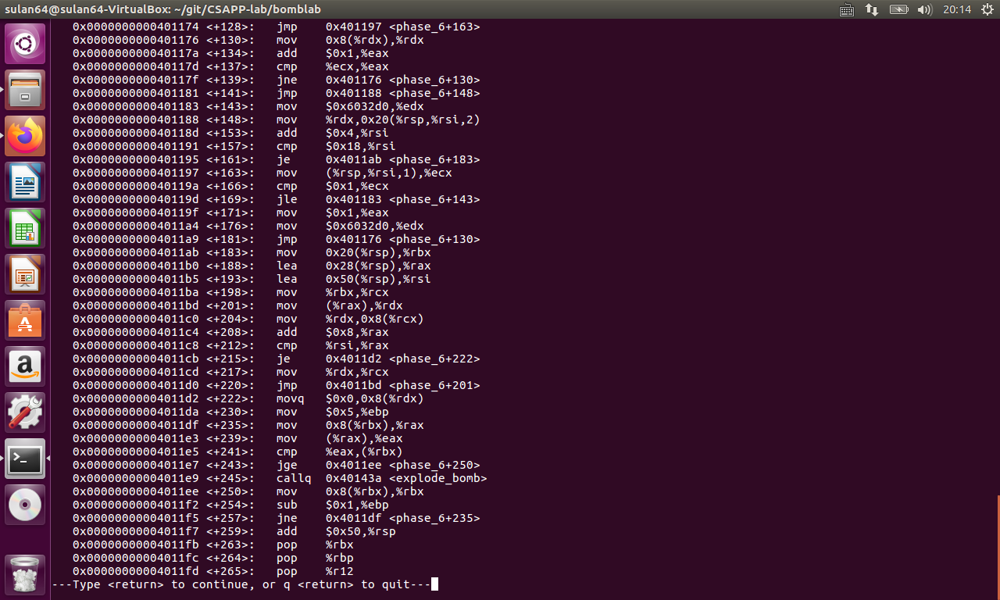 sulan64@sulan64-VirtualBox: ~/git/CSAPP-lab/bomblab 20:14
0x0000000000401174 <+128>: jmp 0x401197 <phase_6+163>
0x0000000000401176 <+130>: mov 0x8(%rdx),%rdx
0x000000000040117a <+134>: add $0x1,%eax
0x000000000040117d <+137>: cmp %ecx,%eax
0x000000000040117f <+139>: jne 0x401176 <phase_6+130>
0x0000000000401181 <+141>: jmp 0x401188 <phase_6+148>
0x0000000000401183 <+143>: mov $0x6032d0,%edx
0x0000000000401188 <+148>: mov %rdx,0x20(%rsp,%rsi,2)
0x000000000040118d <+153>: add $0x4,%rsi
0x0000000000401191 <+157>: cmp $0x18,%rsi
0x0000000000401195 <+161>: je 0x4011ab <phase_6+183>
0x0000000000401197 <+163>: mov (%rsp,%rsi,1),%ecx
0x000000000040119a <+166>: cmp $0x1,%ecx
0x000000000040119d <+169>: jle 0x401183 <phase_6+143>
0x000000000040119f <+171>: mov $0x1,%eax
0x00000000004011a4 <+176>: mov $0x6032d0,%edx
0x00000000004011a9 <+181>: jmp 0x401176 <phase_6+130>
0x00000000004011ab <+183>: mov 0x20(%rsp),%rbx
0x00000000004011b0 <+188>: lea 0x28(%rsp),%rax
0x00000000004011b5 <+193>: lea 0x50(%rsp),%rsi
0x00000000004011ba <+198>: mov %rbx,%rcx
0x00000000004011bd <+201>: mov (%rax),%rdx
0x00000000004011c0 <+204>: mov %rdx,0x8(%rcx)
0x00000000004011c4 <+208>: add $0x8,%rax
0x00000000004011c8 <+212>: cmp %rsi,%rax
0x00000000004011cb <+215>: je 0x4011d2 <phase_6+222>
0x00000000004011cd <+217>: mov %rdx,%rcx
0x00000000004011d0 <+220>: jmp 0x4011bd <phase_6+201>
0x00000000004011d2 <+222>: movq $0x0,0x8(%rdx)
0x00000000004011da <+230>: mov $0x5,%ebp
0x00000000004011df <+235>: mov 0x8(%rbx),%rax
0x00000000004011e3 <+239>: mov (%rax),%eax
0x00000000004011e5 <+241>: cmp %eax,(%rbx)
0x00000000004011e7 <+243>: jge 0x4011ee <phase_6+250>
0x00000000004011e9 <+245>: callq 0x40143a <explode_bomb>
0x00000000004011ee <+250>: mov 0x8(%rbx),%rbx
0x00000000004011f2 <+254>: sub $0x1,%ebp
0x00000000004011f5 <+257>: jne 0x4011df <phase_6+235>
0x00000000004011f7 <+259>: add $0x50,%rsp
0x00000000004011fb <+263>: pop %rbx
0x00000000004011fc <+264>: pop %rbp
0x00000000004011fd <+265>: pop %r12
---Type <return> to continue, or q <return> to quit---